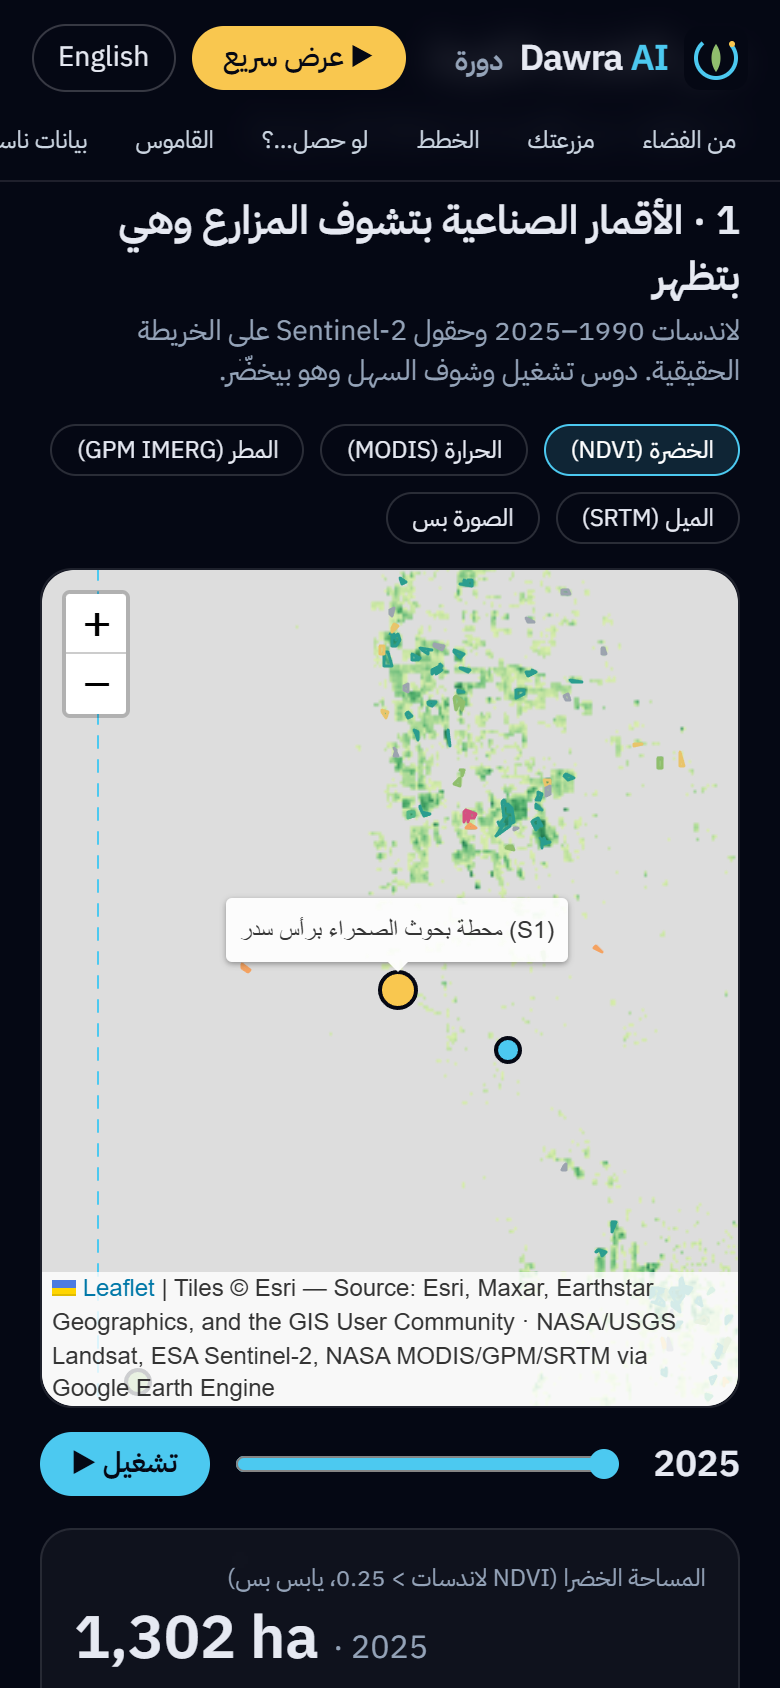 دورة Dawra AI
▶ عرض سريع
English
من الفضاء
مزرعتك
الخطط
لو حصل...؟
القاموس
بيانات ناس
1 · الأقمار الصناعية بتشوف المزارع وهي
بتظهر
لاندسات 1990–2025 وحقول Sentinel-2 على الخريطة
الحقيقية. دوس تشغيل وشوف السهل وهو بيخضّر.
الخضرة (NDVI)
الحرارة (MODIS)
المطر (GPM IMERG)
الميل (SRTM)
الصورة بس
+
−
(S1) محطة بحوث الصحراء برأس سدر
Leaflet | Tiles © Esri — Source: Esri, Maxar, Earthstar
Geographics, and the GIS User Community · NASA/USGS
Landsat, ESA Sentinel-2, NASA MODIS/GPM/SRTM via
Google Earth Engine
2025
تشغيل ▶
المساحة الخضرا (NDVI لاندسات > 0.25، يابس بس)
1,302 ha · 2025